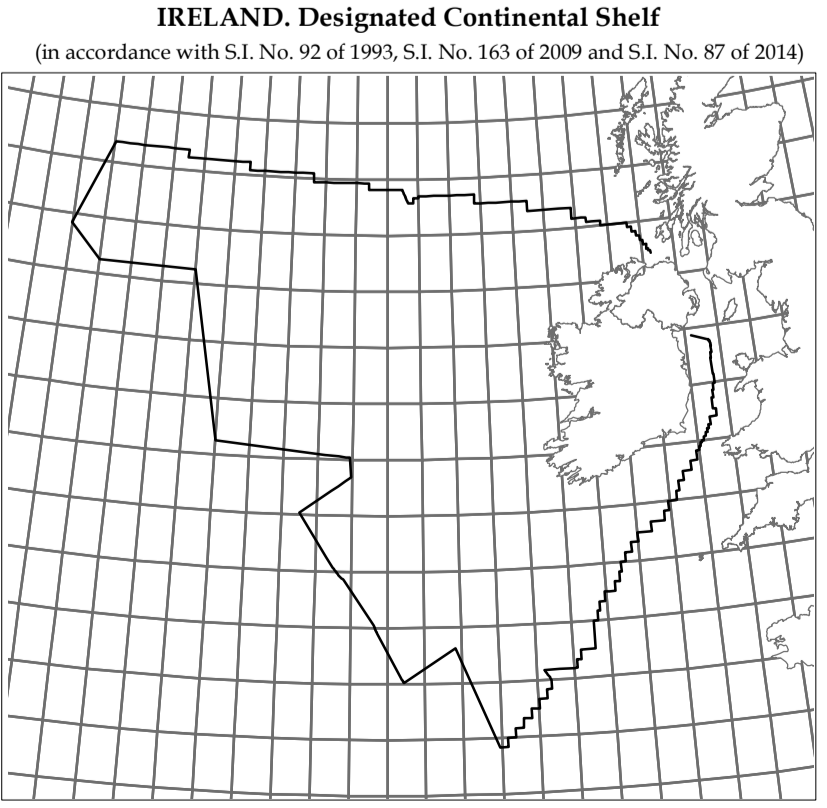 IRELAND. Designated Continental Shelf
(in accordance with S.I. No. 92 of 1993, S.I. No. 163 of 2009 and S.I. No. 87 of 2014)